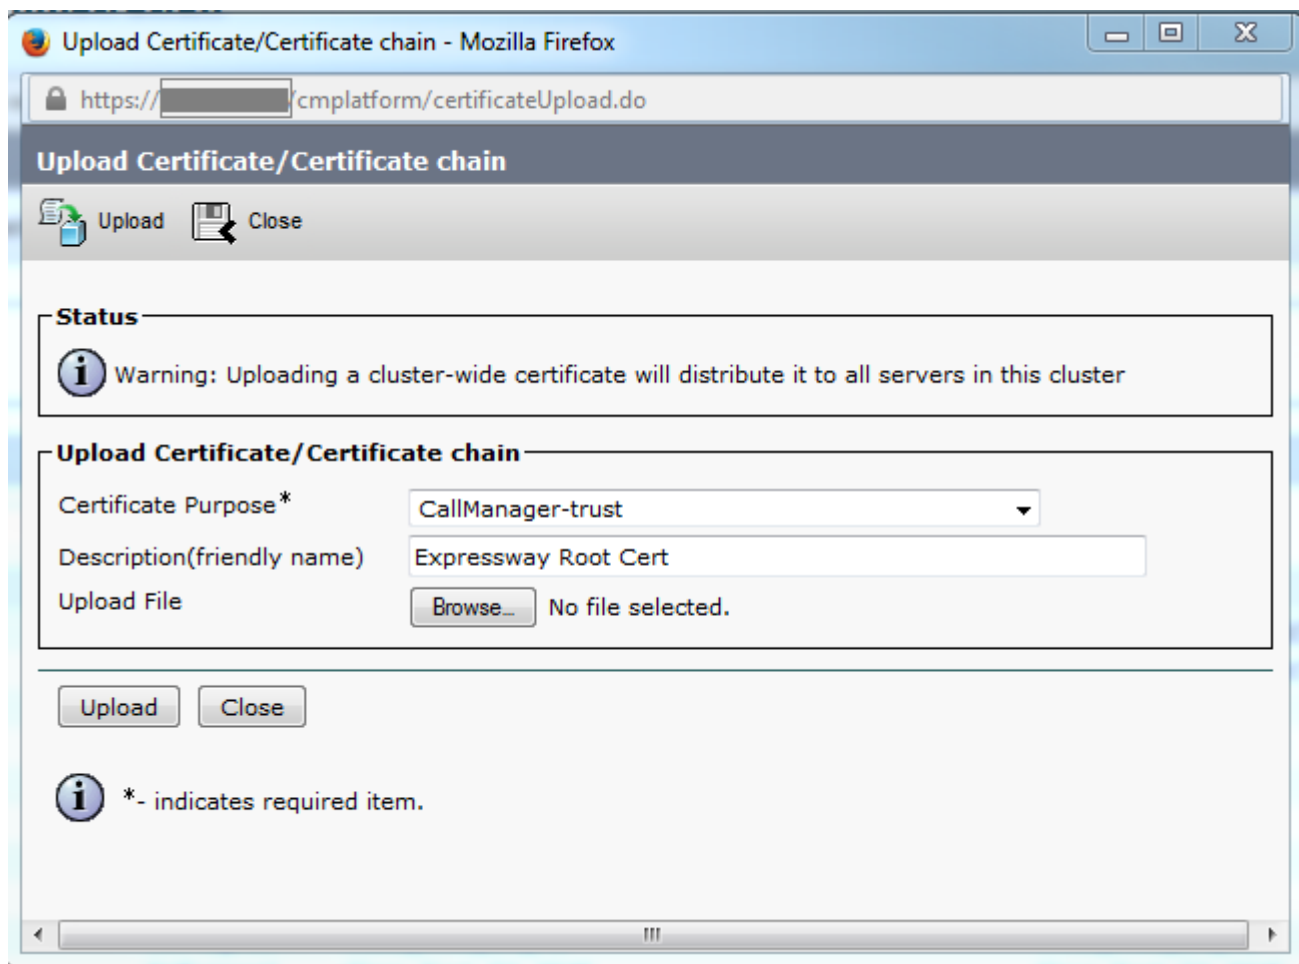 Upload Certificate/Certificate chain - Mozilla Firefox
https:// /cmplatform/certificateUpload.do
Upload Certificate/Certificate chain
Upload Close
Status
Warning: Uploading a cluster-wide certificate will distribute it to all servers in this cluster
Upload Certificate/Certificate chain
Certificate Purpose* CallManager-trust
Description(friendly name) Expressway Root Cert
Upload File Browse... No file selected.
Upload Close
*- indicates required item.